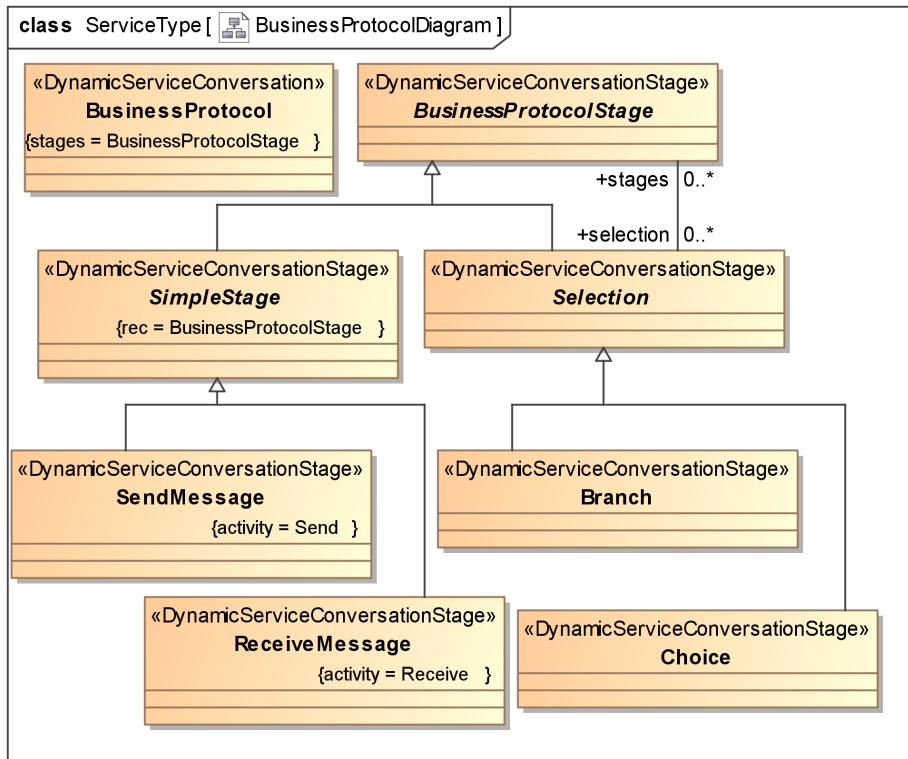 class ServiceType [ BusinessProtocolDiagram ]
«DynamicServiceConversation»
BusinessProtocol
{stages = BusinessProtocolStage }
«DynamicServiceConversationStage»
BusinessProtocolStage
+stages 0..*
+selection 0..*
«DynamicServiceConversationStage»
SimpleStage
{rec = BusinessProtocolStage }
«DynamicServiceConversationStage»
Selection
«DynamicServiceConversationStage»
SendMessage
{activity = Send }
«DynamicServiceConversationStage»
Branch
«DynamicServiceConversationStage»
ReceiveMessage
{activity = Receive }
«DynamicServiceConversationStage»
Choice